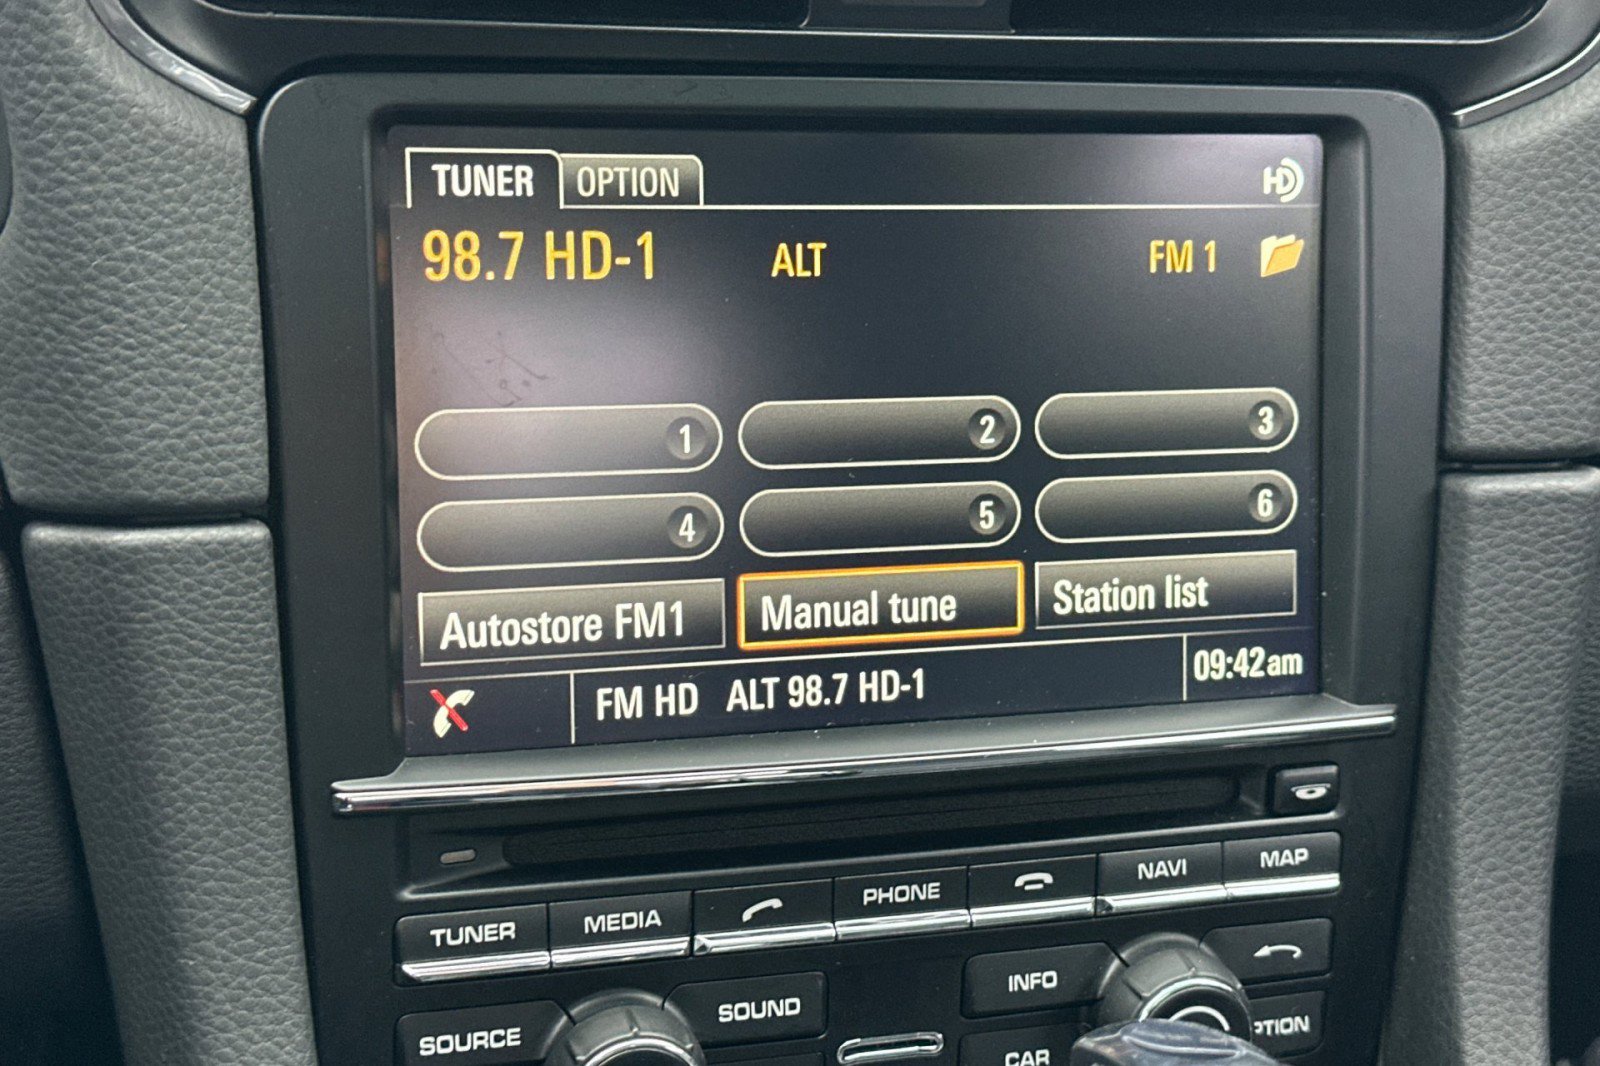 TUNER OPTION HD
98.7 HD-1 ALT FM 1
1 2 3
4 5 6
Autostore FM1 Manual tune Station list
FM HD ALT 98.7 HD-1 09:42am
TUNER MEDIA PHONE NAVI MAP
SOURCE SOUND INFO
CAR